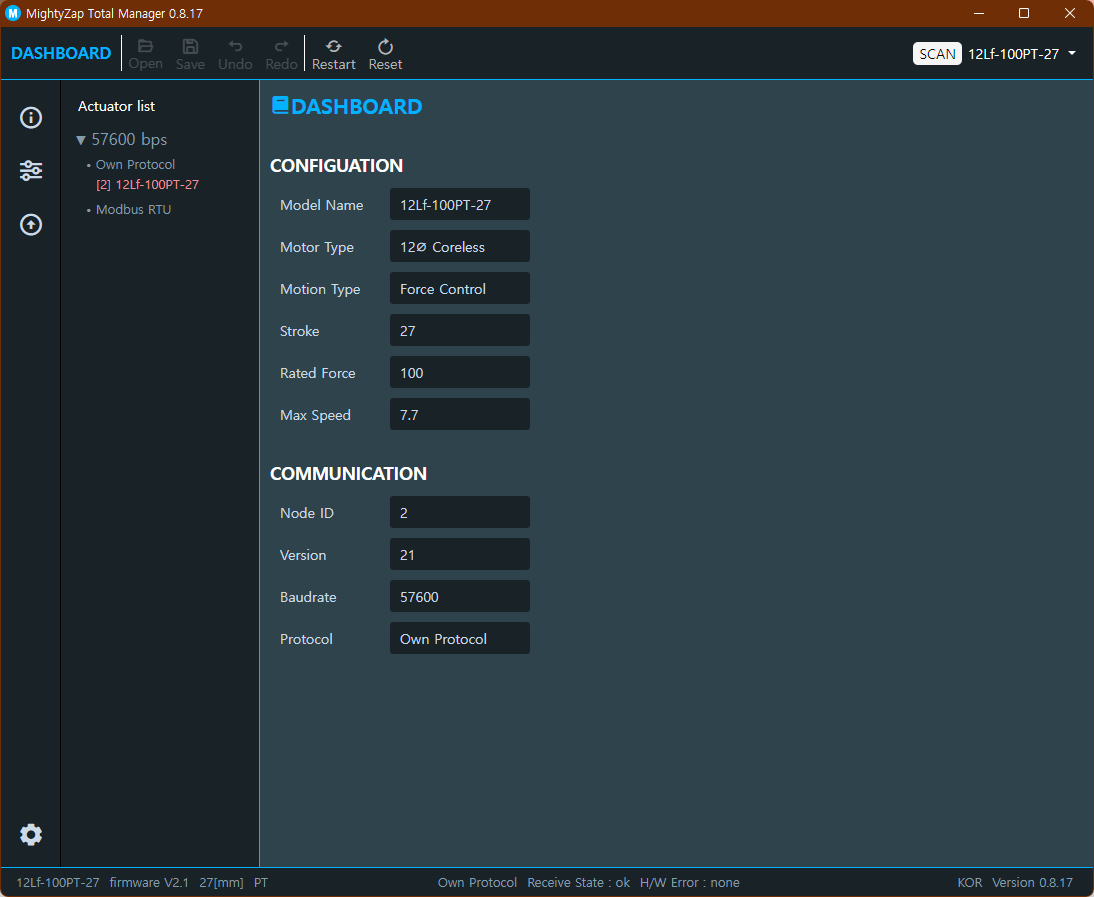 MightyZap Total Manager 0.8.17
DASHBOARD Open Save Undo Redo Restart Reset SCAN 12Lf-100PT-27
Actuator list
▼ 57600 bps
• Own Protocol
[2] 12Lf-100PT-27
• Modbus RTU
DASHBOARD
CONFIGUATION
Model Name 12Lf-100PT-27
Motor Type 12Ø Coreless
Motion Type Force Control
Stroke 27
Rated Force 100
Max Speed 7.7
COMMUNICATION
Node ID 2
Version 21
Baudrate 57600
Protocol Own Protocol
12Lf-100PT-27 firmware V2.1 27[mm] PT Own Protocol Receive State : ok H/W Error : none KOR Version 0.8.17